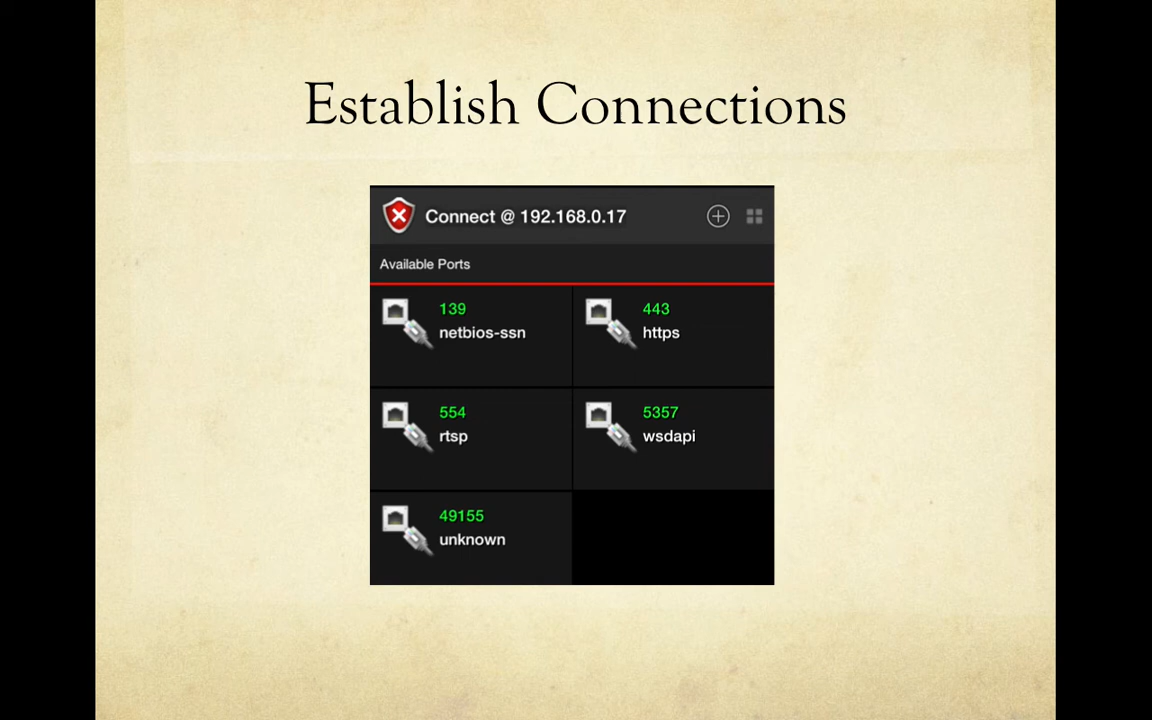 Establish Connections
Connect @ 192.168.0.17
Available Ports
139
netbios-ssn
443
https
554
rtsp
5357
wsdapi
49155
unknown